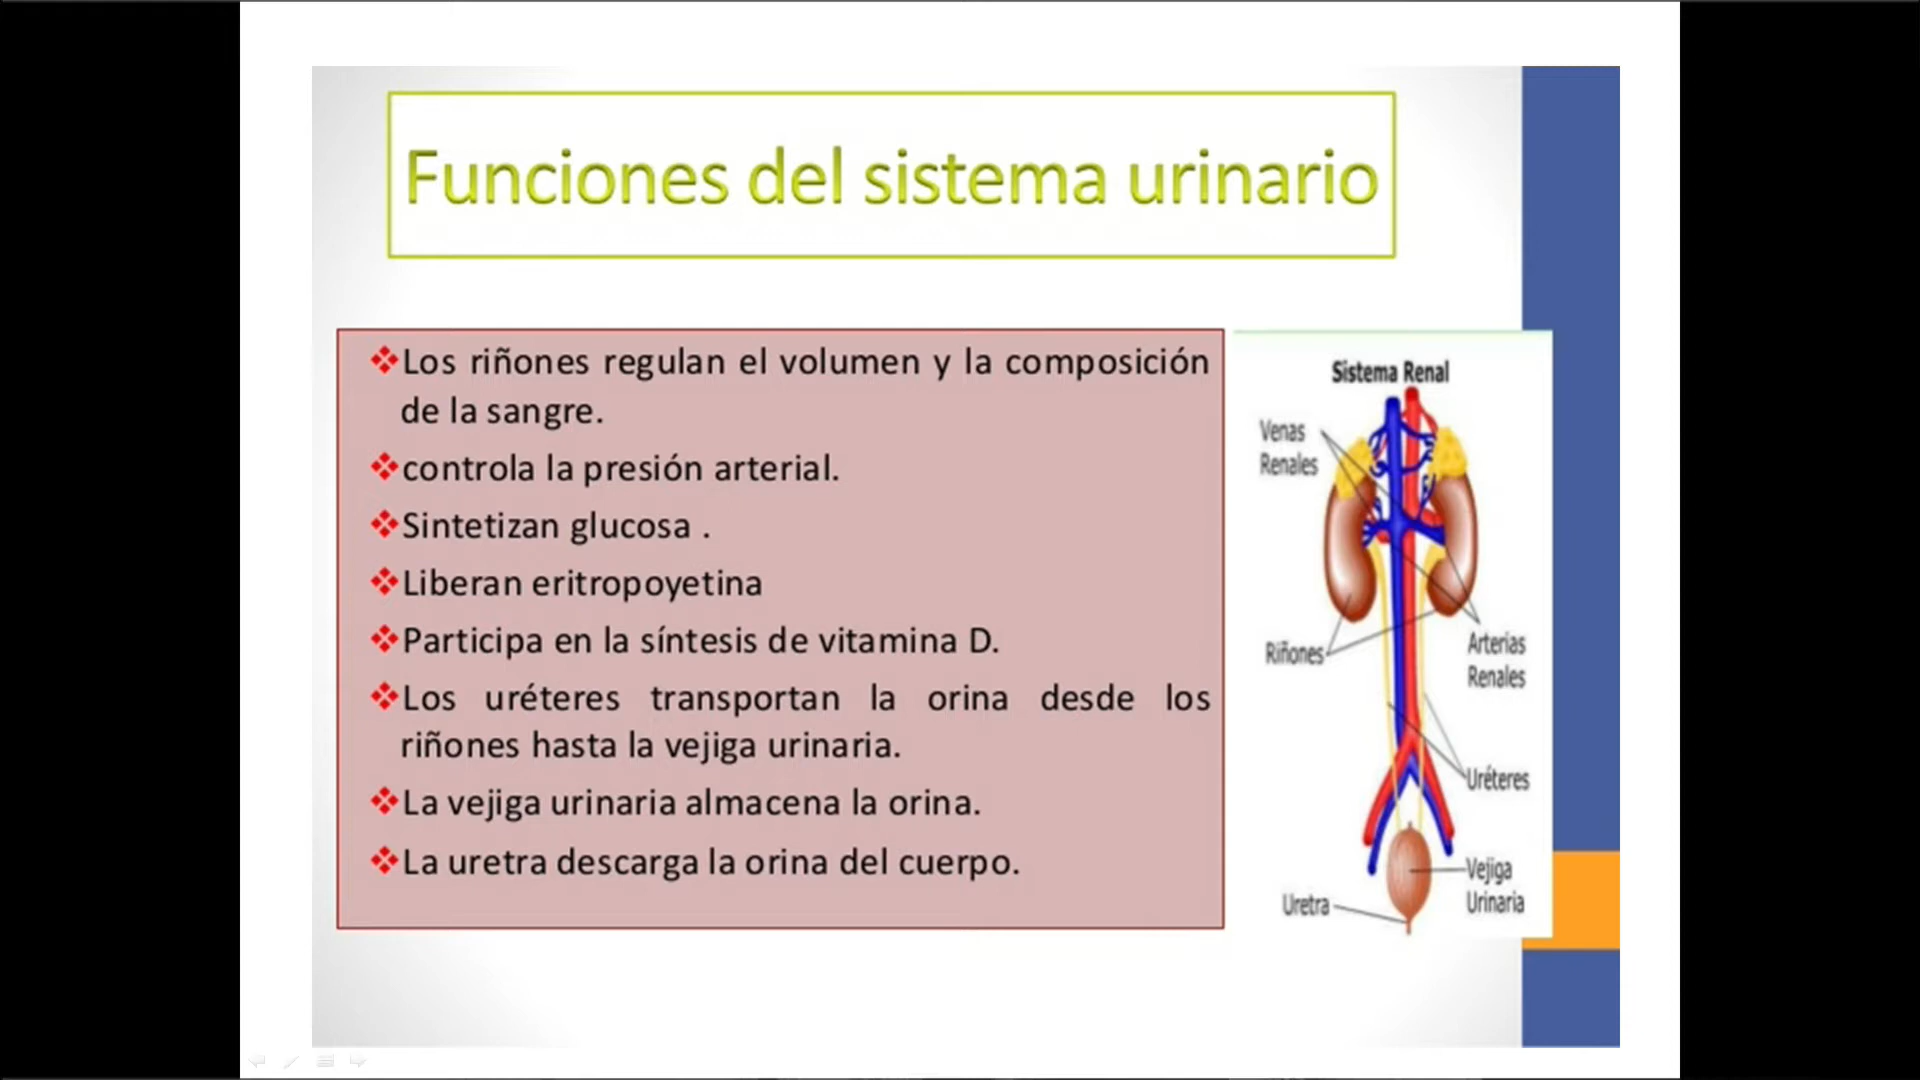 Funciones del sistema urinario
Los riñones regulan el volumen y la composición
de la sangre.
controla la presión arterial.
Sintetizan glucosa .
Liberan eritropoyetina
Participa en la síntesis de vitamina D.
Los uréteres transportan la orina desde los
riñones hasta la vejiga urinaria.
La vejiga urinaria almacena la orina.
La uretra descarga la orina del cuerpo.
Sistema Renal
Venas
Renales
Riñones
Arterias
Renales
Uréteres
Vejiga
Urinaria
Uretra